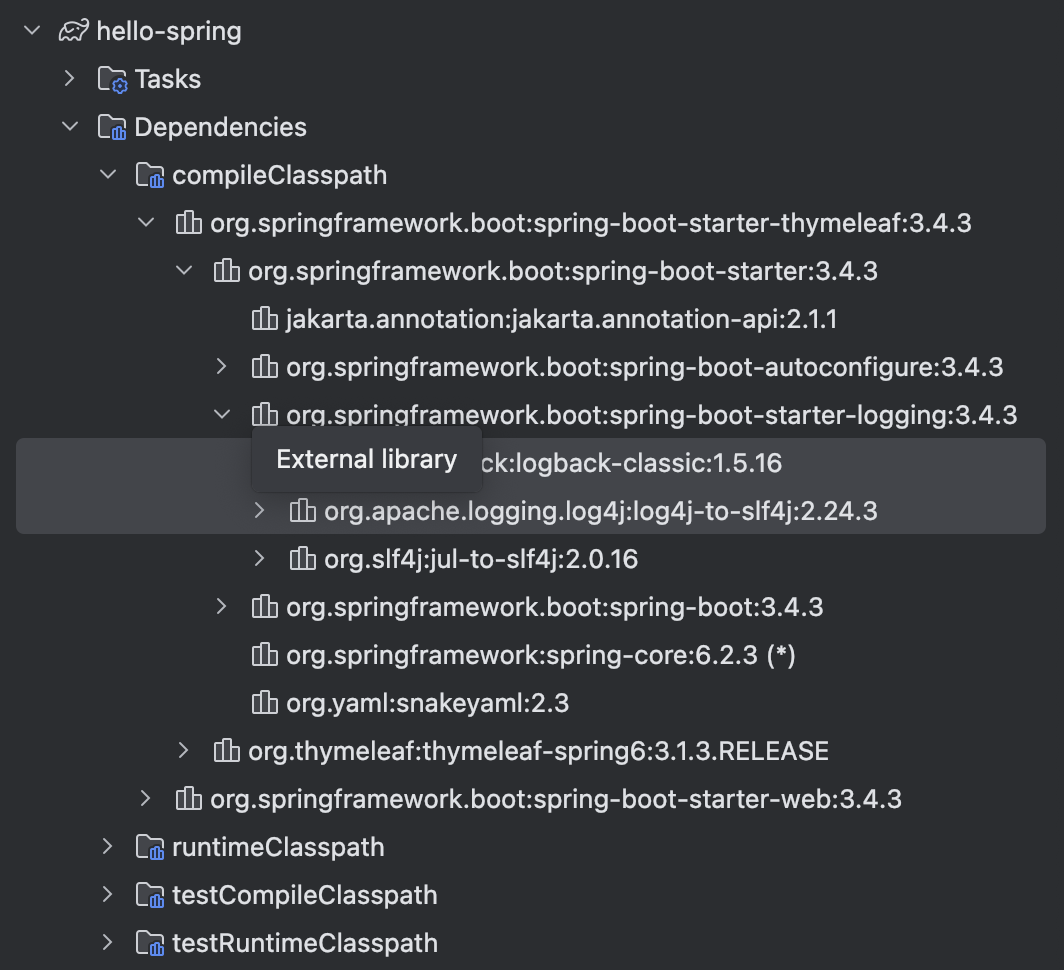 hello-spring
Tasks
Dependencies
compileClasspath
org.springframework.boot:spring-boot-starter-thymeleaf:3.4.3
org.springframework.boot:spring-boot-starter:3.4.3
jakarta.annotation:jakarta.annotation-api:2.1.1
org.springframework.boot:spring-boot-autoconfigure:3.4.3
org.springframework.boot:spring-boot-starter-logging:3.4.3
External library ck:logback-classic:1.5.16
org.apache.logging.log4j:log4j-to-slf4j:2.24.3
org.slf4j:jul-to-slf4j:2.0.16
org.springframework.boot:spring-boot:3.4.3
org.springframework:spring-core:6.2.3 (*)
org.yaml:snakeyaml:2.3
org.thymeleaf:thymeleaf-spring6:3.1.3.RELEASE
org.springframework.boot:spring-boot-starter-web:3.4.3
runtimeClasspath
testCompileClasspath
testRuntimeClasspath